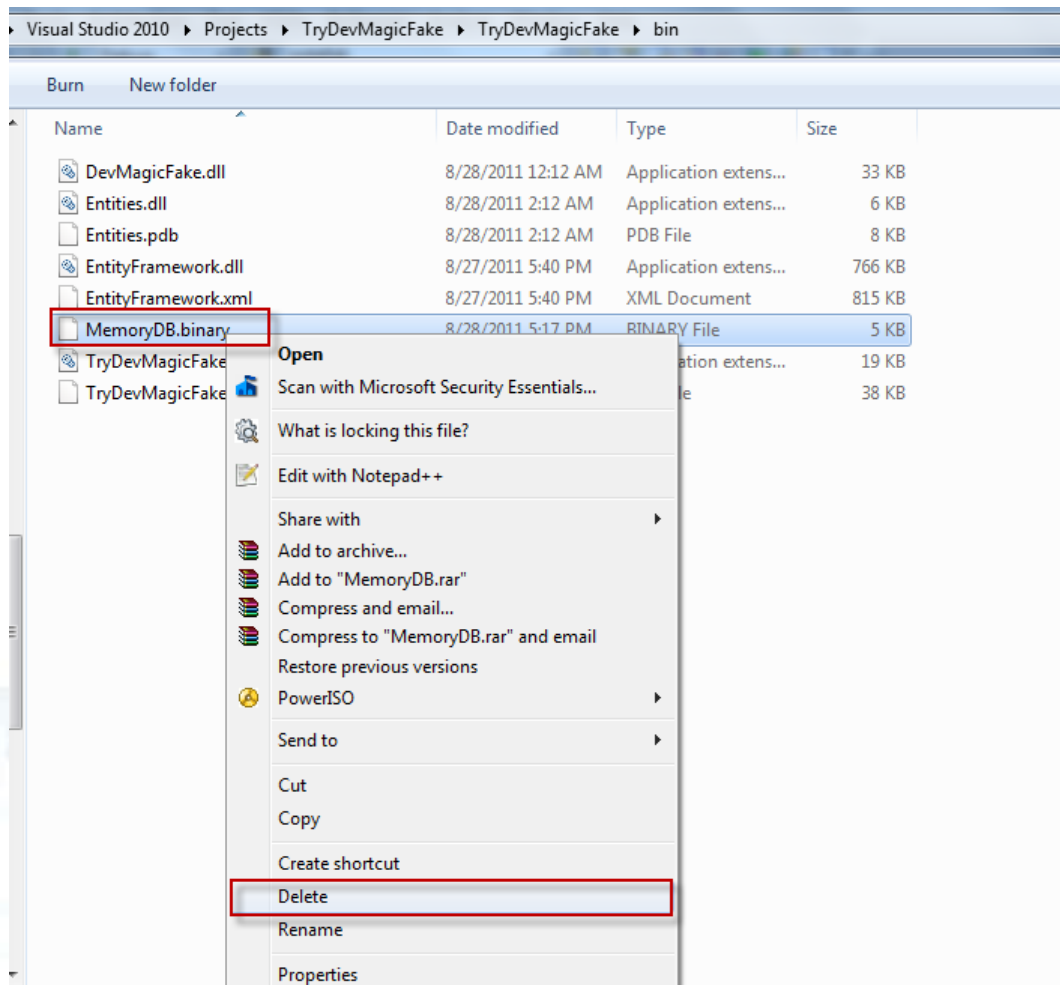 Visual Studio 2010 ▸ Projects ▸ TryDevMagicFake ▸ TryDevMagicFake ▸ bin
Burn New folder
Name Date modified Type Size
DevMagicFake.dll 8/28/2011 12:12 AM Application extens... 33 KB
Entities.dll 8/28/2011 2:12 AM Application extens... 6 KB
Entities.pdb 8/28/2011 2:12 AM PDB File 8 KB
EntityFramework.dll 8/27/2011 5:40 PM Application extens... 766 KB
EntityFramework.xml 8/27/2011 5:40 PM XML Document 815 KB
MemoryDB.binary 8/28/2011 5:17 PM BINARY File 5 KB
TryDevMagicFake ation extens... 19 KB
TryDevMagicFake le 38 KB
Open
Scan with Microsoft Security Essentials...
What is locking this file?
Edit with Notepad++
Share with
Add to archive...
Add to "MemoryDB.rar"
Compress and email...
Compress to "MemoryDB.rar" and email
Restore previous versions
PowerISO
Send to
Cut
Copy
Create shortcut
Delete
Rename
Properties